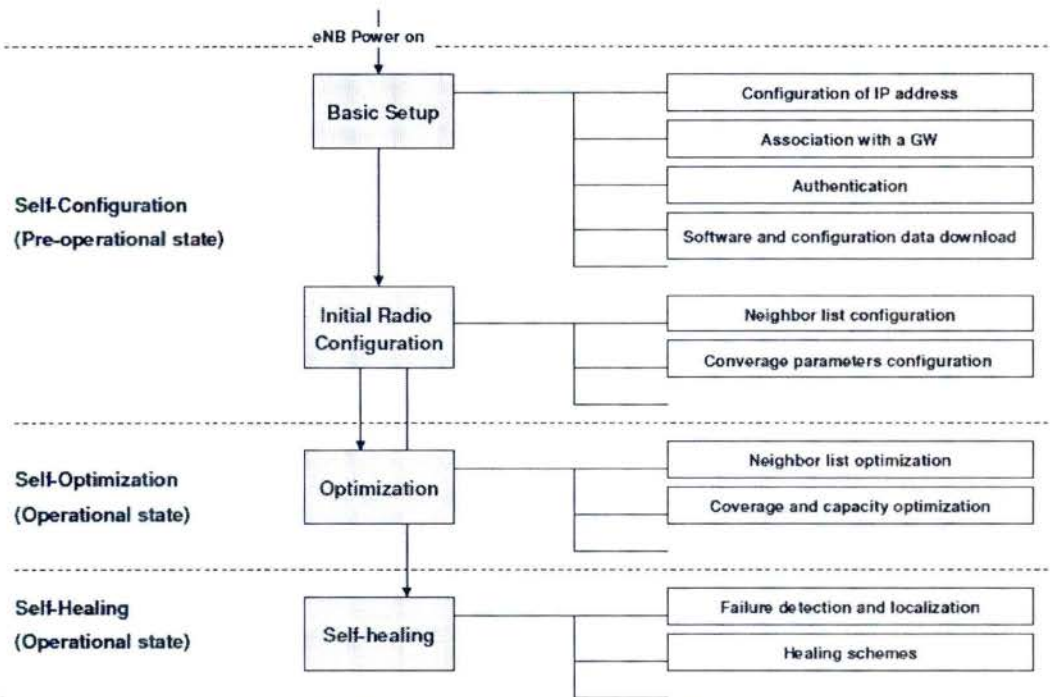 eNB Power on
Basic Setup
Configuration of IP address
Association with a GW
Authentication
Software and configuration data download
Self-Configuration
(Pre-operational state)
Initial Radio
Configuration
Neighbor list configuration
Converage parameters configuration
Self-Optimization
(Operational state)
Optimization
Neighbor list optimization
Coverage and capacity optimization
Self-Healing
(Operational state)
Self-healing
Failure detection and localization
Healing schemes